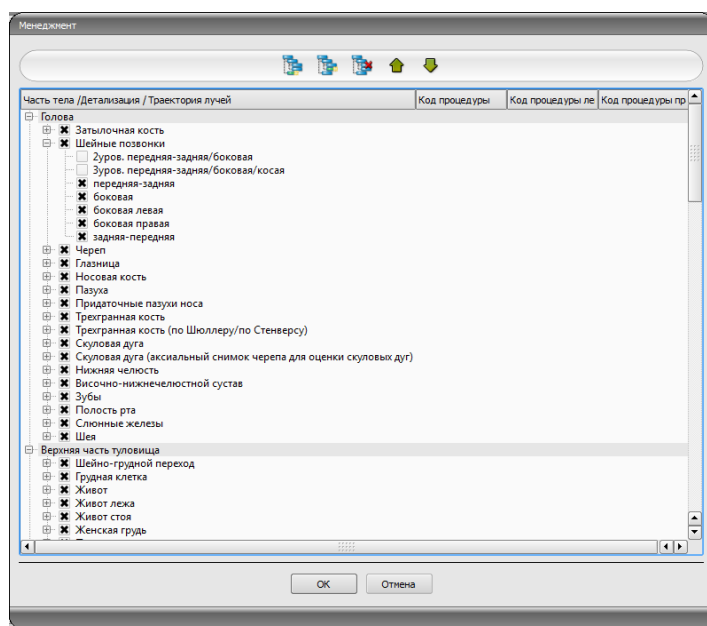 Менеджмент
Часть тела /Детализация / Траектория лучей Код процедуры Код процедуры ле Код процедуры пр
Голова
Затылочная кость
Шейные позвонки
2уров. передняя-задняя/боковая
3уров. передняя-задняя/боковая/косая
передняя-задняя
боковая
боковая левая
боковая правая
задняя-передняя
Череп
Глазница
Носовая кость
Пазуха
Придаточные пазухи носа
Трехгранная кость
Трехгранная кость (по Шюллеру/по Стенверсу)
Скуловая дуга
Скуловая дуга (аксиальный снимок черепа для оценки скуловых дуг)
Нижняя челюсть
Височно-нижнечелюстной сустав
Зубы
Полость рта
Слюнные железы
Шея
Верхняя часть туловища
Шейно-грудной переход
Грудная клетка
Живот
Живот лежа
Живот стоя
Женская грудь
OK Отмена